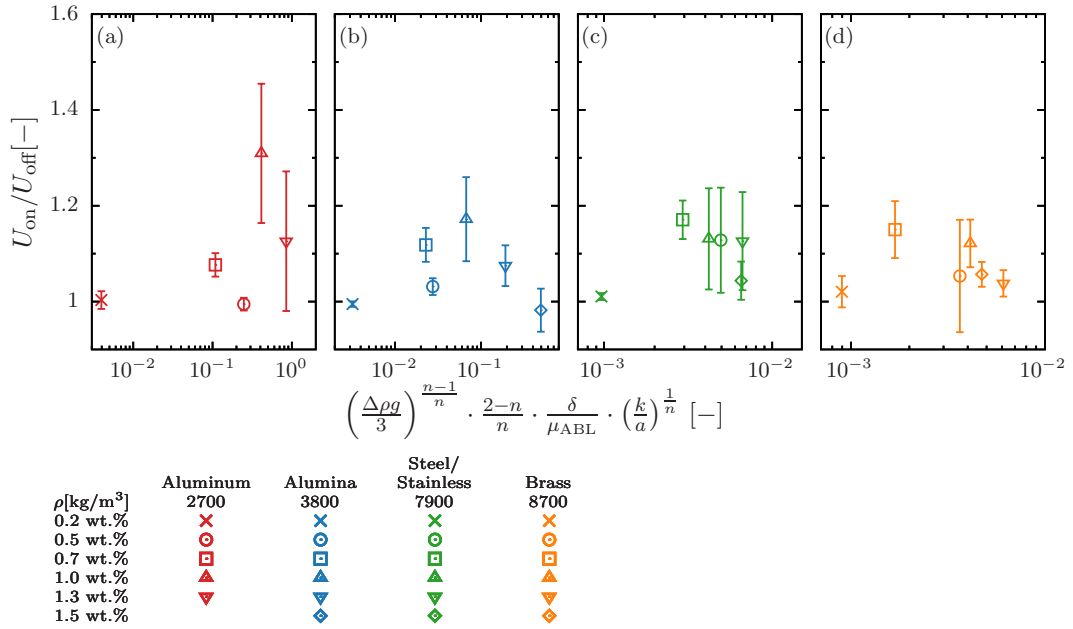 (a) (b) (c) (d)
1.6
1.4
1.2
1
U_on/U_off[−]
10^−2 10^−1 10^0 10^−2 10^−1 10^−3 10^−2 10^−3 10^−2
(Δρg/3)^((n−1)/n) · (2−n)/n · δ/μ_ABL · (k/a)^(1/n) [−]
Steel/
Aluminum Alumina Stainless Brass
ρ[kg/m³] 2700 3800 7900 8700
0.2 wt.%
0.5 wt.%
0.7 wt.%
1.0 wt.%
1.3 wt.%
1.5 wt.%